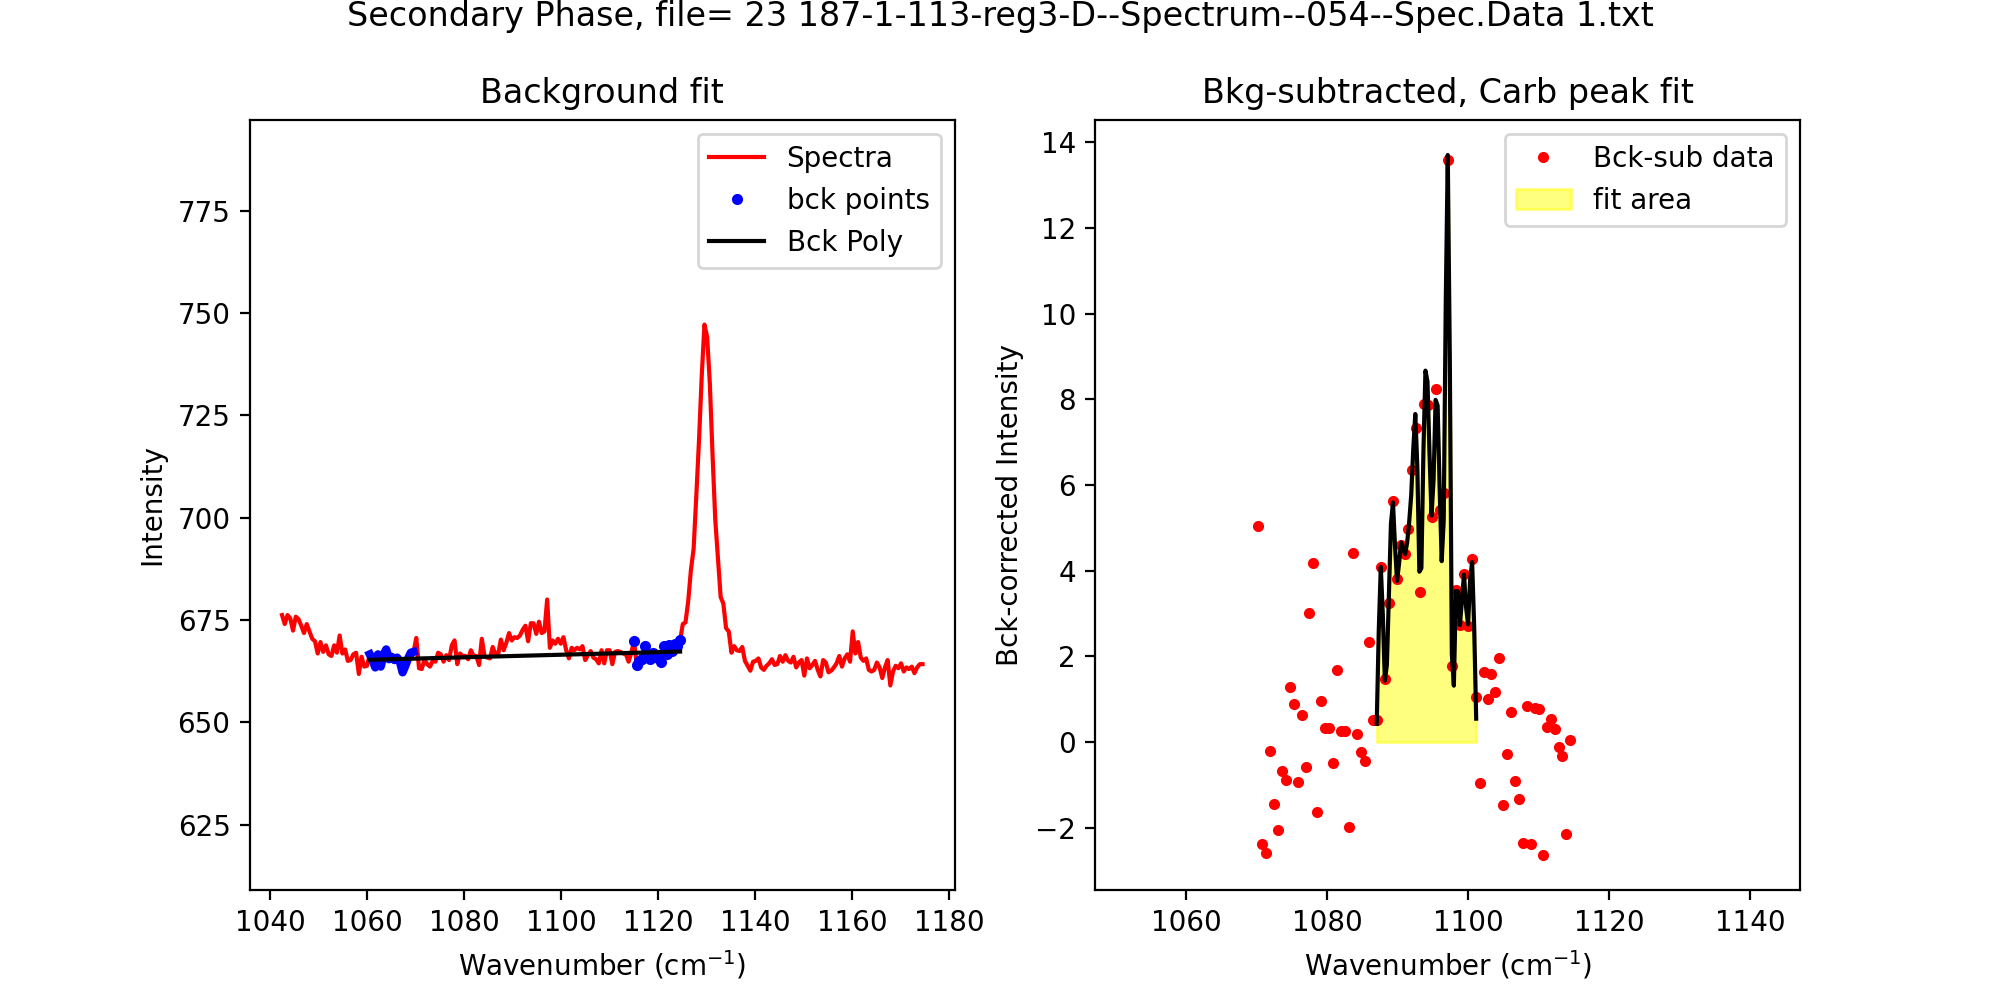 Secondary Phase, file= 23 187-1-113-reg3-D--Spectrum--054--Spec.Data 1.txt
Background fit
Spectra
bck points
Bck Poly
775
750
725
700
675
650
625
Intensity
1040 1060 1080 1100 1120 1140 1160 1180
Wavenumber (cm⁻¹)
Bkg-subtracted, Carb peak fit
Bck-sub data
fit area
14
12
10
8
6
4
2
0
−2
Bck-corrected Intensity
1060 1080 1100 1120 1140
Wavenumber (cm⁻¹)